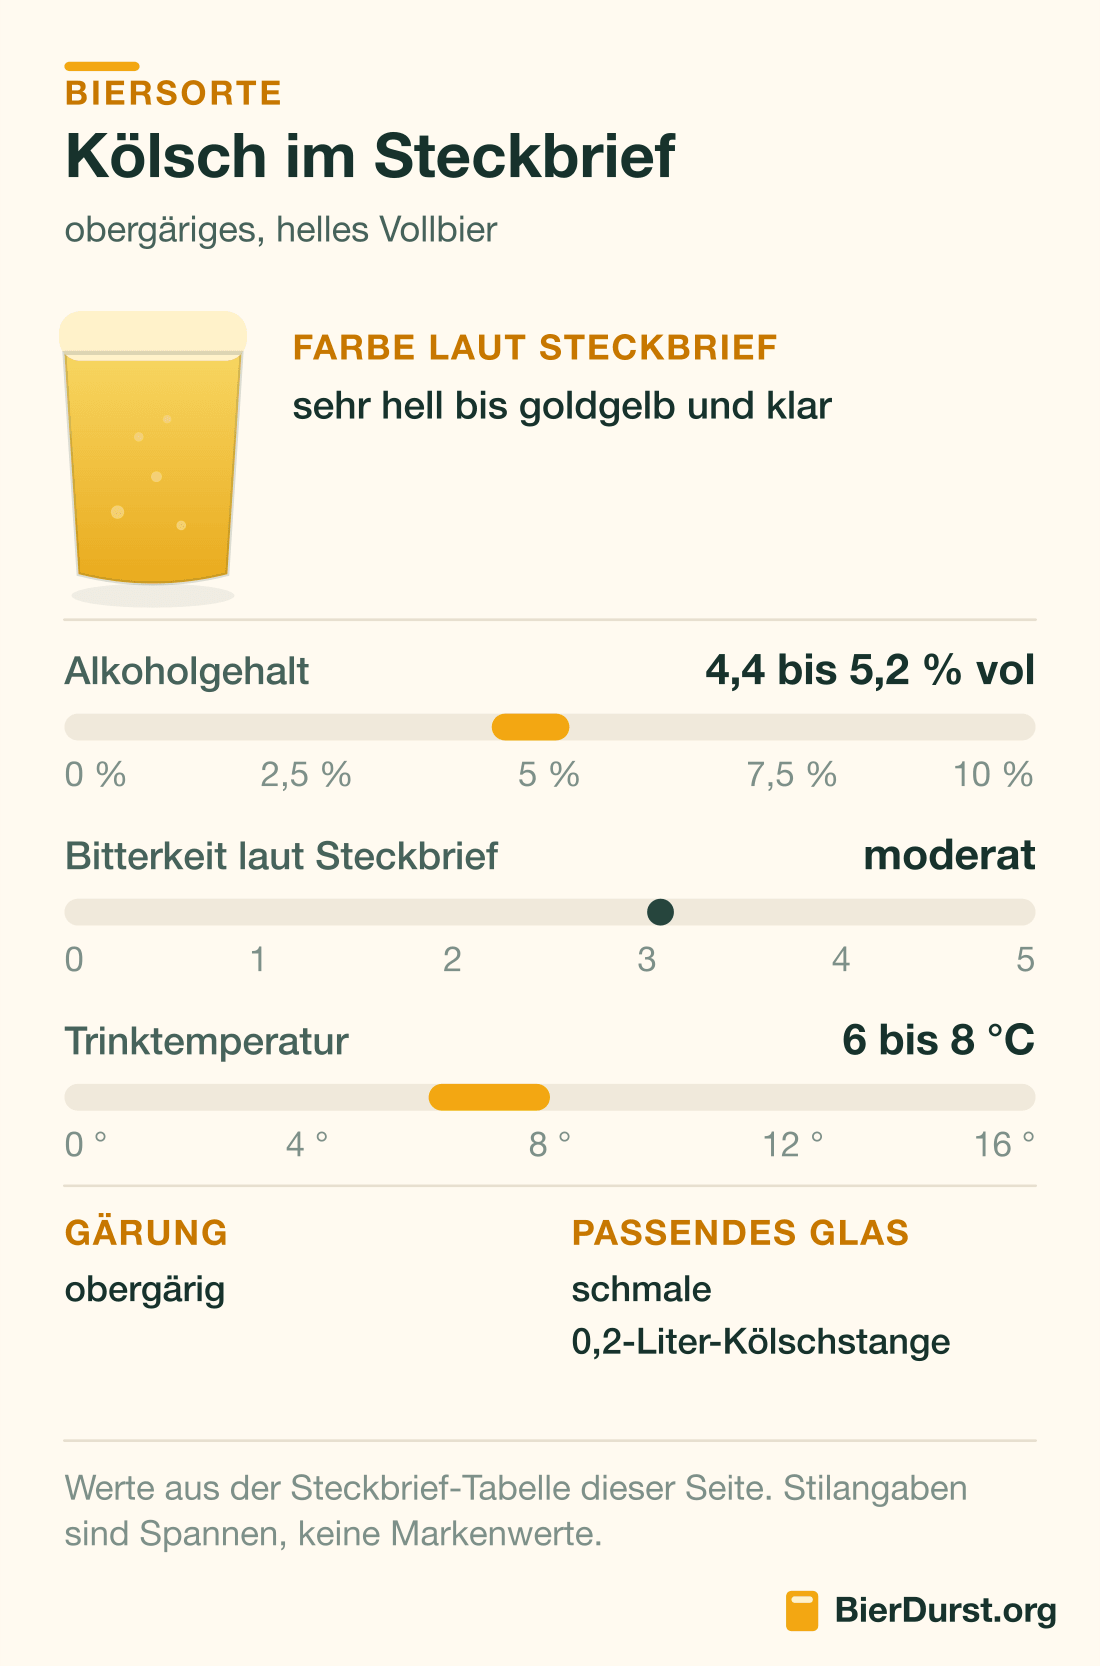 BIERSORTE
Kölsch im Steckbrief
obergäriges, helles Vollbier
FARBE LAUT STECKBRIEF
sehr hell bis goldgelb und klar
Alkoholgehalt 4,4 bis 5,2 % vol
0 % 2,5 % 5 % 7,5 % 10 %
Bitterkeit laut Steckbrief moderat
0 1 2 3 4 5
Trinktemperatur 6 bis 8 °C
0 ° 4 ° 8 ° 12 ° 16 °
GÄRUNG PASSENDES GLAS
obergärig schmale
0,2-Liter-Kölschstange
Werte aus der Steckbrief-Tabelle dieser Seite. Stilangaben
sind Spannen, keine Markenwerte.
BierDurst.org